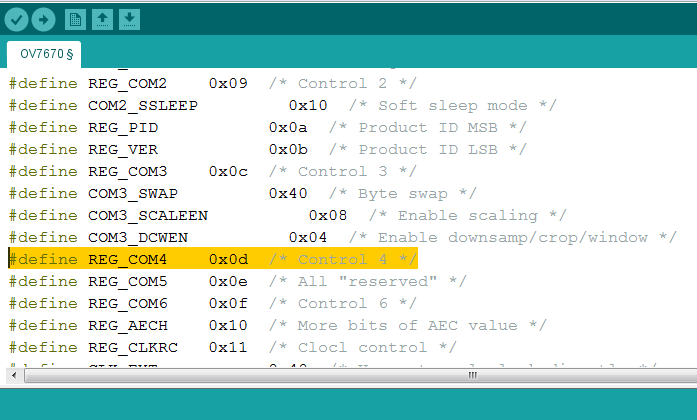 OV7670 §
#define REG_COM2 0x09 /* Control 2 */
#define COM2_SSLEEP 0x10 /* Soft sleep mode */
#define REG_PID 0x0a /* Product ID MSB */
#define REG_VER 0x0b /* Product ID LSB */
#define REG_COM3 0x0c /* Control 3 */
#define COM3_SWAP 0x40 /* Byte swap */
#define COM3_SCALEEN 0x08 /* Enable scaling */
#define COM3_DCWEN 0x04 /* Enable downsamp/crop/window */
#define REG_COM4 0x0d /* Control 4 */
#define REG_COM5 0x0e /* All "reserved" */
#define REG_COM6 0x0f /* Control 6 */
#define REG_AECH 0x10 /* More bits of AEC value */
#define REG_CLKRC 0x11 /* Clocl control */